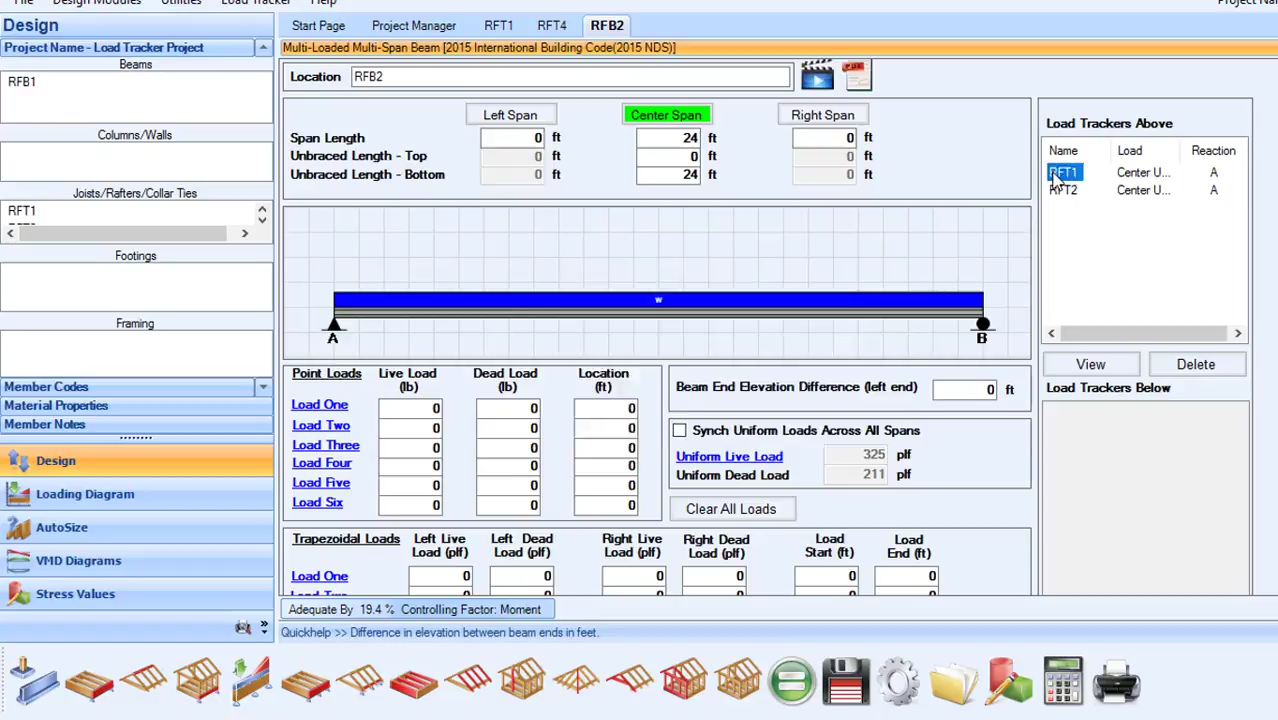 File Design Modules Utilities Load Tracker Help
Design
Start Page Project Manager RFT1 RFT4 RFB2
Project Name - Load Tracker Project
Multi-Loaded Multi-Span Beam [2015 International Building Code(2015 NDS)]
Beams
RFB1
Location RFB2
Left Span Center Span Right Span
Span Length 0 ft 24 ft 0 ft
Unbraced Length - Top 0 ft 0 ft 0 ft
Unbraced Length - Bottom 0 ft 24 ft 0 ft
Load Trackers Above
Name Load Reaction
RFT1 Center U... A
RFT2 Center U... A
Columns/Walls
Joists/Rafters/Collar Ties
RFT1
Footings
Framing
w
A B
View Delete
Load Trackers Below
Member Codes
Material Properties
Member Notes
Design
Loading Diagram
AutoSize
VMD Diagrams
Stress Values
Point Loads Live Load (lb) Dead Load (lb) Location (ft)
Load One 0 0 0
Load Two 0 0 0
Load Three 0 0 0
Load Four 0 0 0
Load Five 0 0 0
Load Six 0 0 0
Beam End Elevation Difference (left end) 0 ft
Synch Uniform Loads Across All Spans
Uniform Live Load 325 plf
Uniform Dead Load 211 plf
Clear All Loads
Trapezoidal Loads Left Live Load (plf) Left Dead Load (plf) Right Live Load (plf) Right Dead Load (plf) Load Start (ft) Load End (ft)
Load One 0 0 0 0 0 0
Adequate By 19.4 % Controlling Factor: Moment
Quickhelp >> Difference in elevation between beam ends in feet.